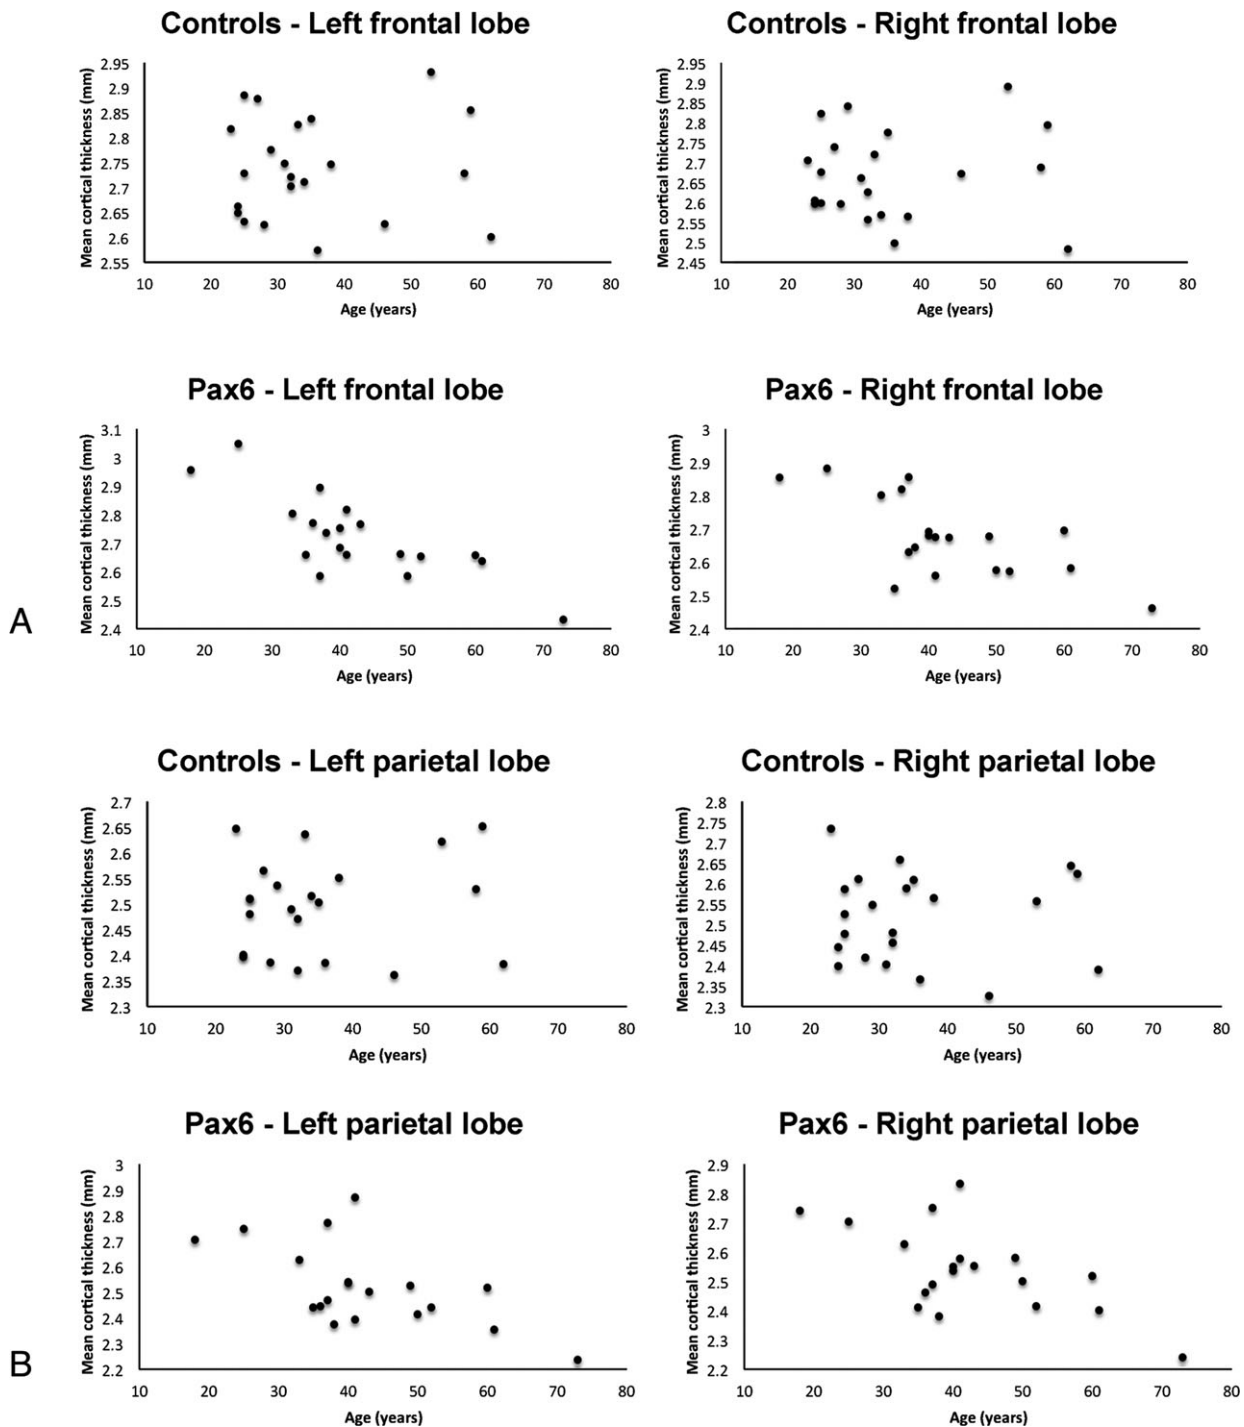 Controls - Left frontal lobe
Mean cortical thickness (mm)
2.95
2.9
2.85
2.8
2.75
2.7
2.65
2.6
2.55
10 20 30 40 50 60 70 80
Age (years)
Controls - Right frontal lobe
Mean cortical thickness (mm)
2.95
2.9
2.85
2.8
2.75
2.7
2.65
2.6
2.55
2.5
2.45
10 20 30 40 50 60 70 80
Age (years)
Pax6 - Left frontal lobe
Mean cortical thickness (mm)
3.1
3
2.9
2.8
2.7
2.6
2.5
2.4
10 20 30 40 50 60 70 80
Age (years)
Pax6 - Right frontal lobe
Mean cortical thickness (mm)
3
2.9
2.8
2.7
2.6
2.5
2.4
10 20 30 40 50 60 70 80
Age (years)
A
Controls - Left parietal lobe
Mean cortical thickness (mm)
2.7
2.65
2.6
2.55
2.5
2.45
2.4
2.35
2.3
10 20 30 40 50 60 70 80
Age (years)
Controls - Right parietal lobe
Mean cortical thickness (mm)
2.8
2.75
2.7
2.65
2.6
2.55
2.5
2.45
2.4
2.35
2.3
10 20 30 40 50 60 70 80
Age (years)
Pax6 - Left parietal lobe
Mean cortical thickness (mm)
3
2.9
2.8
2.7
2.6
2.5
2.4
2.3
2.2
10 20 30 40 50 60 70 80
Age (years)
Pax6 - Right parietal lobe
Mean cortical thickness (mm)
2.9
2.8
2.7
2.6
2.5
2.4
2.3
2.2
10 20 30 40 50 60 70 80
Age (years)
B